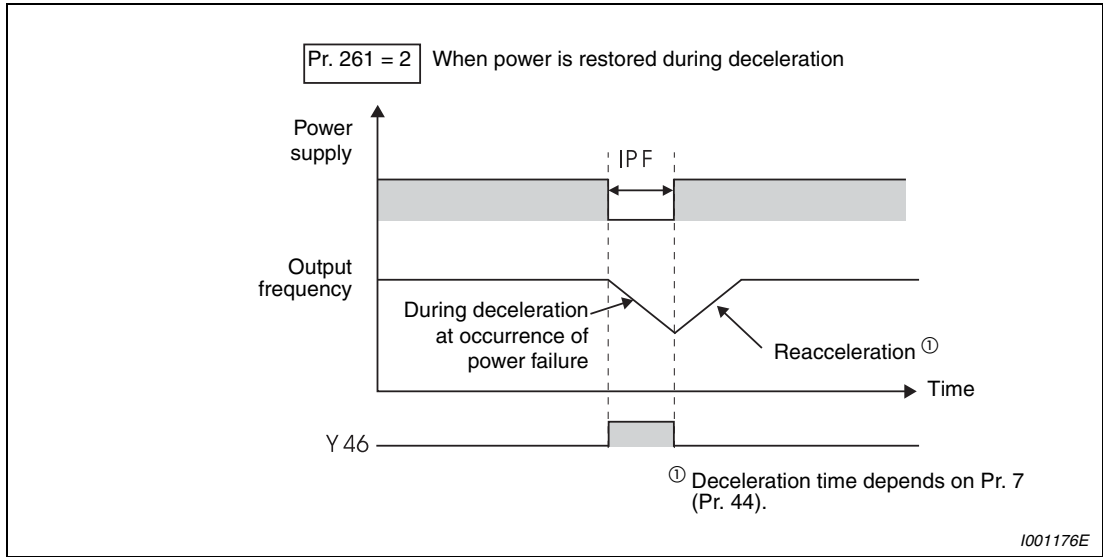 Pr. 261 = 2 When power is restored during deceleration
Power
supply
IPF
Output
frequency
During deceleration
at occurrence of
power failure
Reacceleration ①
Time
Y46
① Deceleration time depends on Pr. 7
(Pr. 44).
I001176E